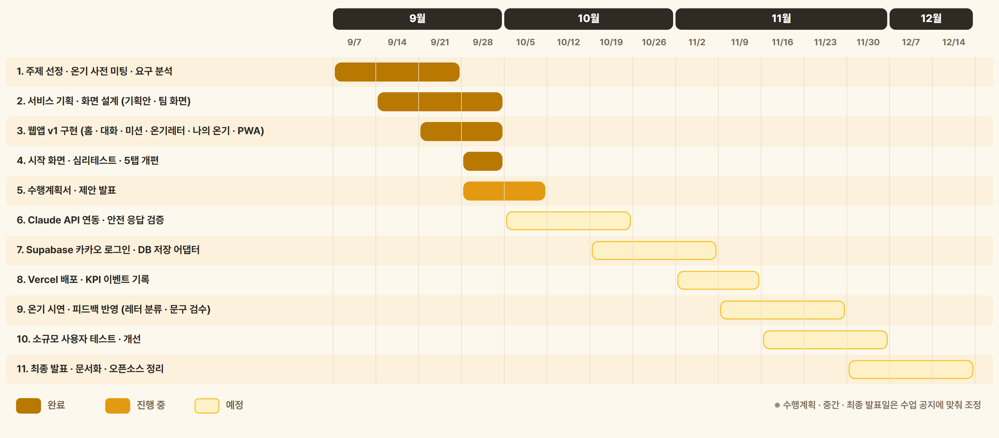 9월 10월 11월 12월
9/7 9/14 9/21 9/28 10/5 10/12 10/19 10/26 11/2 11/9 11/16 11/23 11/30 12/7 12/14
1. 주제 선정 · 온기 사전 미팅 · 요구 분석
2. 서비스 기획 · 화면 설계 (기획안 · 팀 화면)
3. 웹앱 v1 구현 (홈 · 대화 · 미션 · 온기레터 · 나의 온기 · PWA)
4. 시작 화면 · 심리테스트 · 5탭 개편
5. 수행계획서 · 제안 발표
6. Claude API 연동 · 안전 응답 검증
7. Supabase 카카오 로그인 · DB 저장 어댑터
8. Vercel 배포 · KPI 이벤트 기록
9. 온기 시연 · 피드백 반영 (레터 분류 · 문구 검수)
10. 소규모 사용자 테스트 · 개선
11. 최종 발표 · 문서화 · 오픈소스 정리
완료 진행 중 예정
※ 수행계획 · 중간 · 최종 발표일은 수업 공지에 맞춰 조정